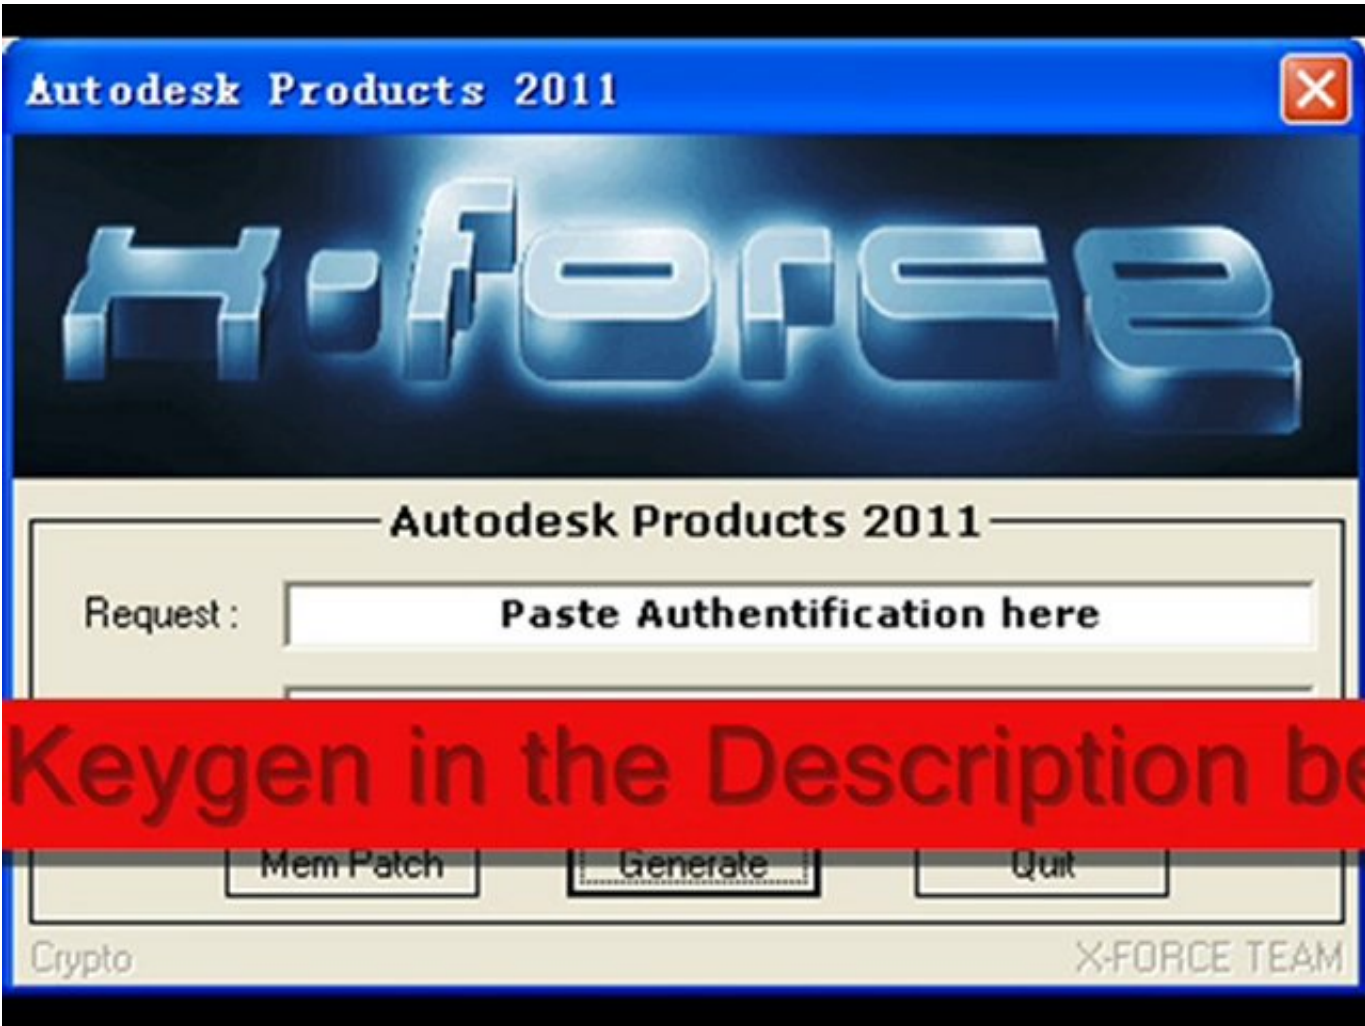 Autodesk Products 2011
X-force
Autodesk Products 2011
Request :
Paste Authentification here
Keygen in the Description be
Mem Patch
Generate
Quit
Crypto
X-FORCE TEAM